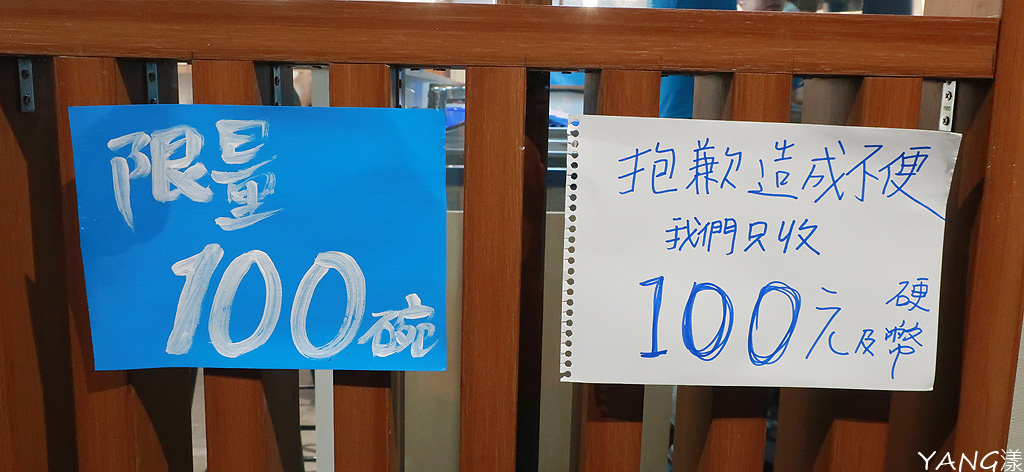 限量
100碗
抱歉造成不便
我們只收
100元及硬幣
YANG漾